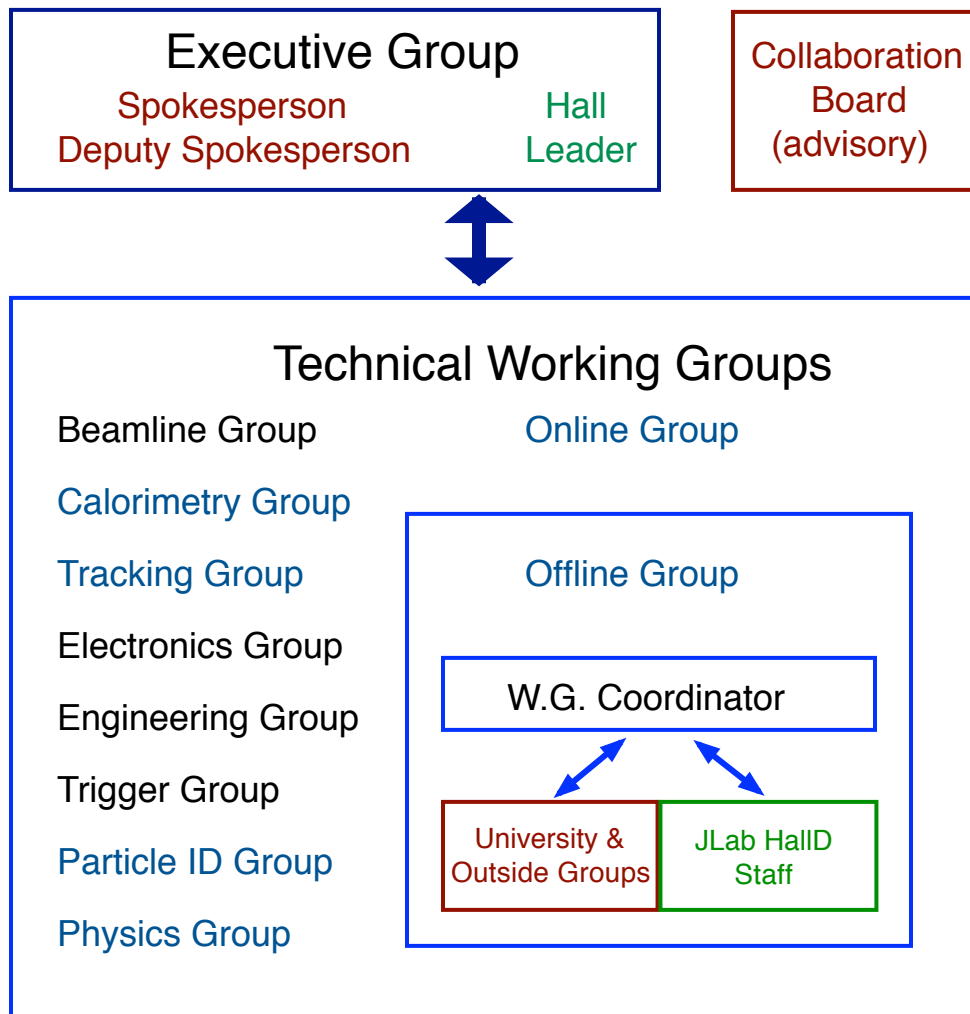 Executive Group
Spokesperson
Deputy Spokesperson
Hall
Leader
Collaboration
Board
(advisory)
Technical Working Groups
Beamline Group
Online Group
Calorimetry Group
Tracking Group
Offline Group
Electronics Group
W.G. Coordinator
Engineering Group
Trigger Group
University &
Outside Groups
JLab HallD
Staff
Particle ID Group
Physics Group